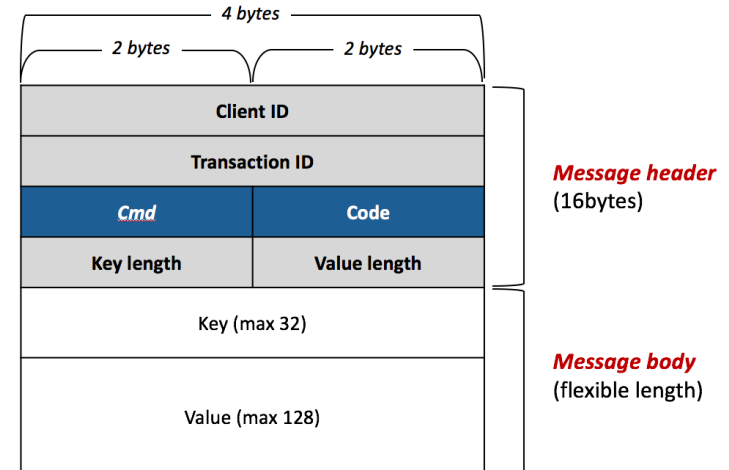 4 bytes
2 bytes
2 bytes
Client ID
Transaction ID
Cmd
Code
Key length
Value length
Message header
(16bytes)
Key (max 32)
Message body
(flexible length)
Value (max 128)